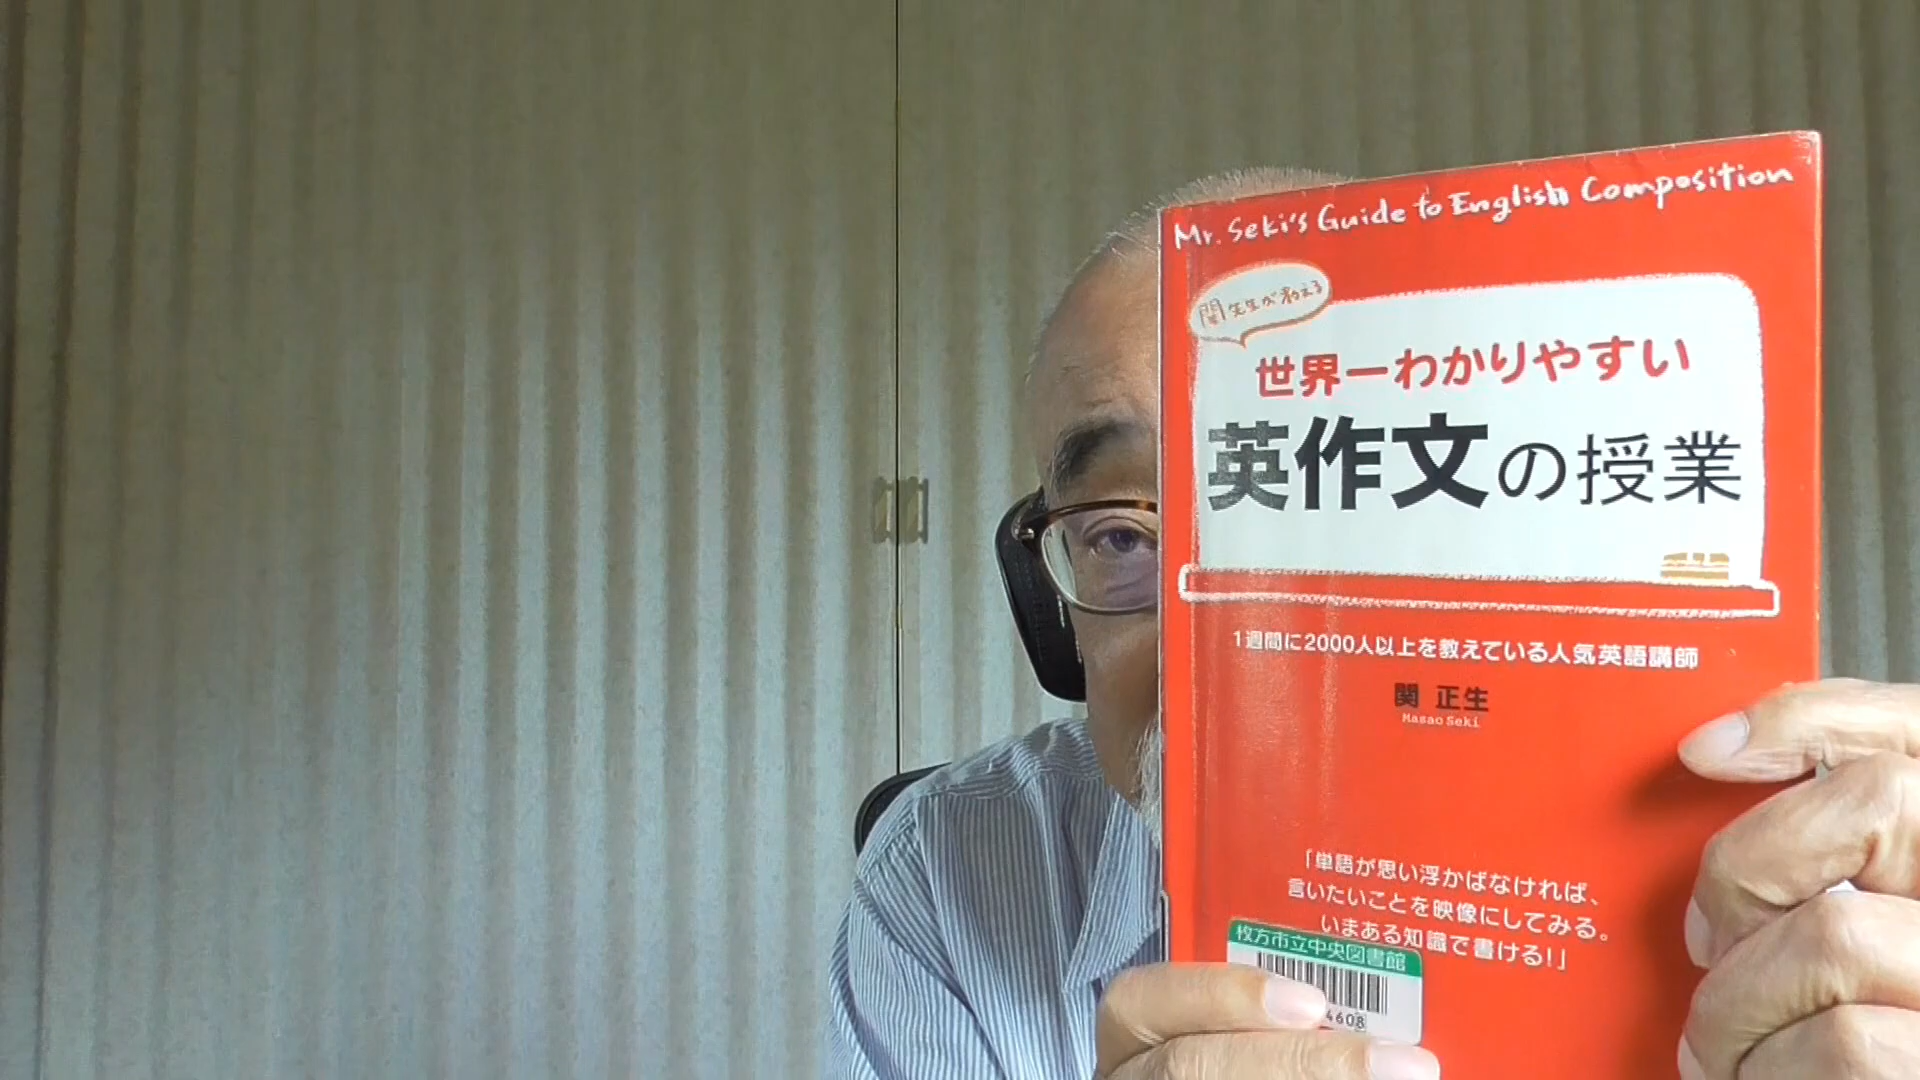 Mr. Seki's Guide to English Composition
関先生が教える
世界一わかりやすい
英作文の授業
1週間に2000人以上を教えている人気英語講師
関 正生
Masao Seki
「単語が思い浮かばなければ、
言いたいことを映像にしてみる。
いまある知識で書ける!」
枚方市立中央図書館
4608